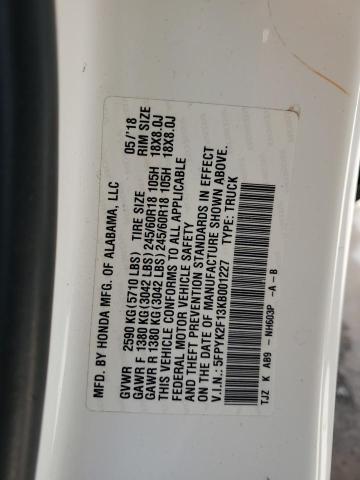 MFD. BY HONDA MFG. OF ALABAMA, LLC 05/'18
GVWR 2590 KG(5710 LBS) TIRE SIZE RIM SIZE
GAWR F 1380 KG(3042 LBS)245/60R18 105H 18X8.0J
GAWR R 1380 KG(3042 LBS)245/60R18 105H 18X8.0J
THIS VEHICLE CONFORMS TO ALL APPLICABLE
FEDERAL MOTOR VEHICLE SAFETY
AND THEFT PREVENTION STANDARDS IN EFFECT
ON THE DATE OF MANUFACTURE SHOWN ABOVE.
V.I.N.: 5FPYK2F13KB001227 TYPE: TRUCK
TJZ K AB9 - NH603P -A -B